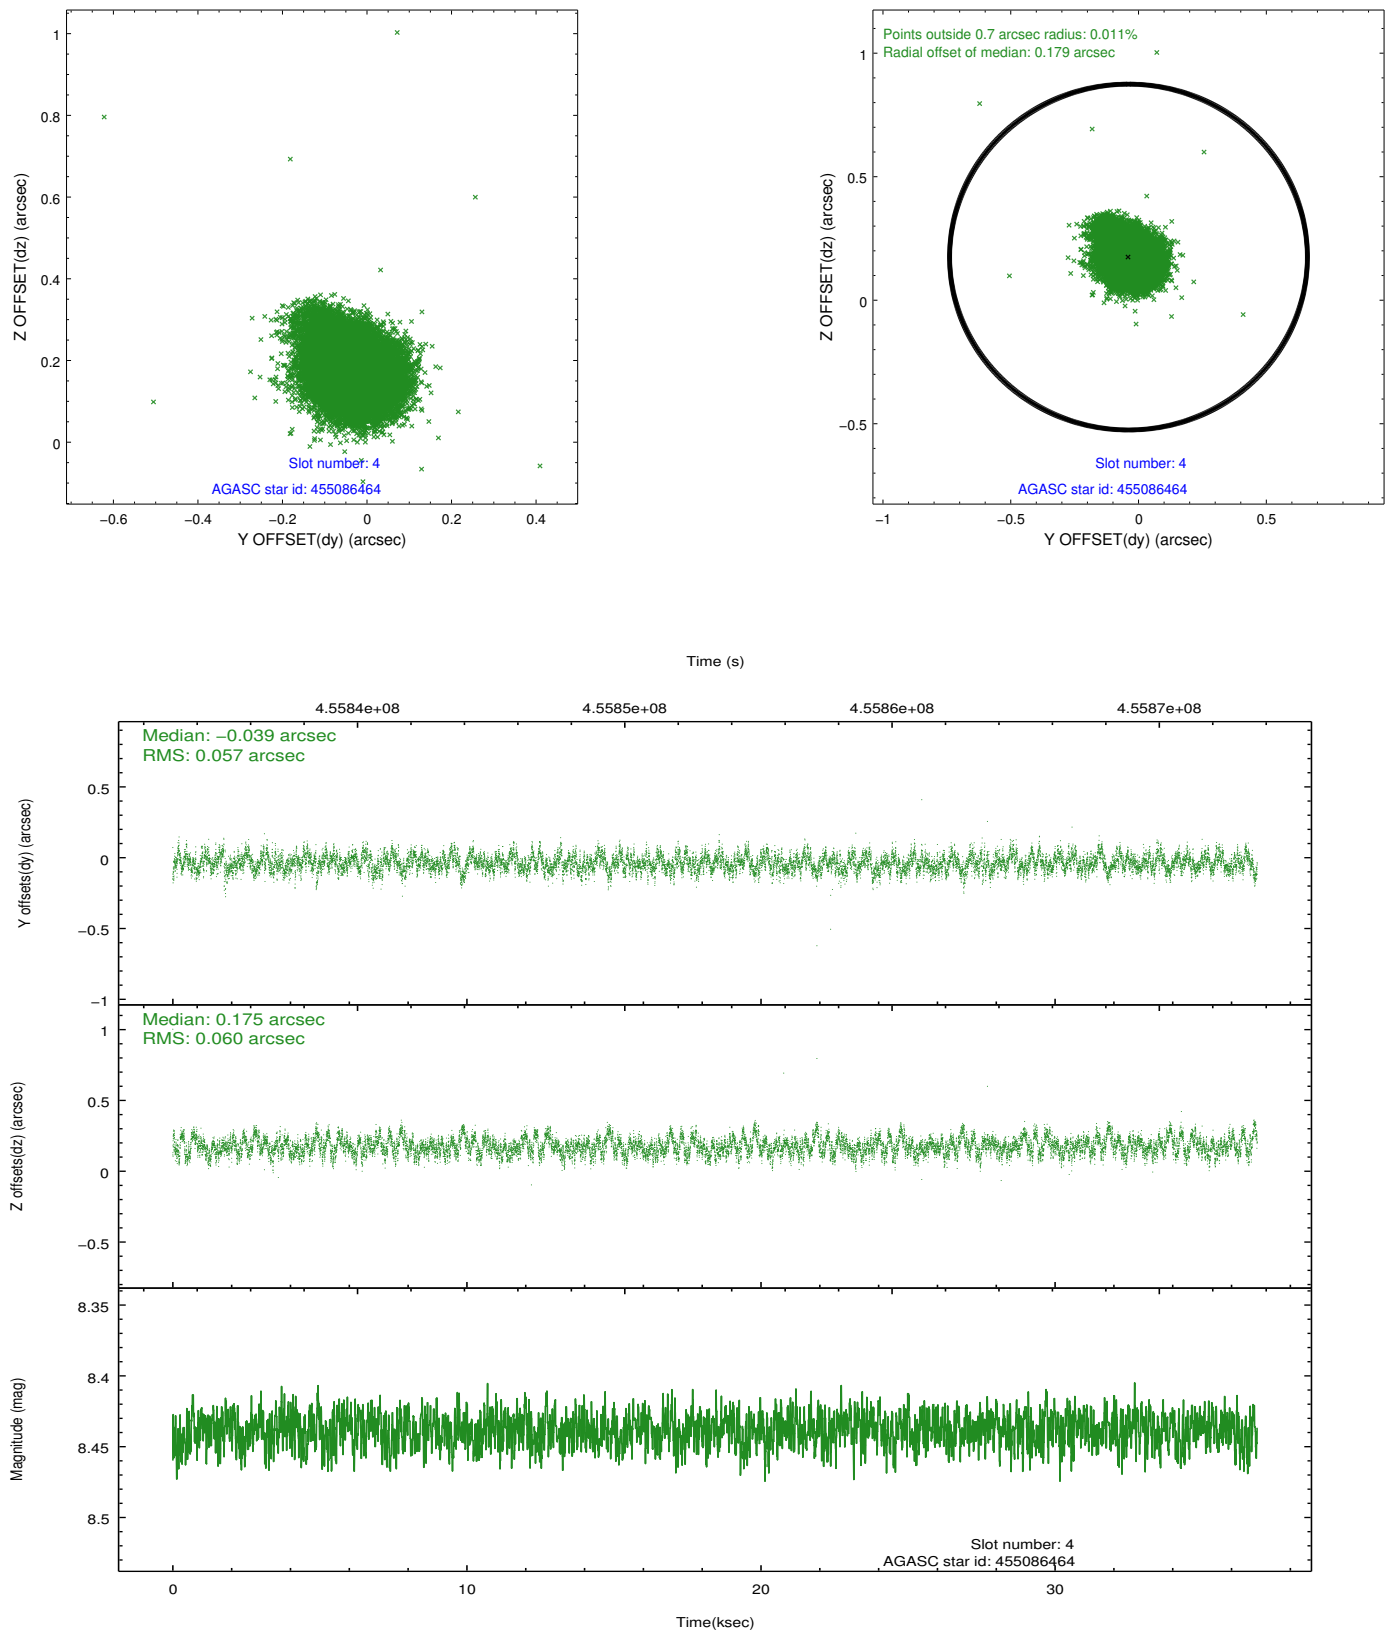 1
0.8
0.6
0.4
0.2
0
Z OFFSET(dz) (arcsec)
Slot number: 4
AGASC star id: 455086464
−0.6
−0.4
−0.2
0
0.2
0.4
Y OFFSET(dy) (arcsec)
Points outside 0.7 arcsec radius: 0.011%
Radial offset of median: 0.179 arcsec
1
0.5
0
−0.5
Z OFFSET(dz) (arcsec)
Slot number: 4
AGASC star id: 455086464
−1
−0.5
0
0.5
Y OFFSET(dy) (arcsec)
Time (s)
4.5584e+08
4.5585e+08
4.5586e+08
4.5587e+08
Median: −0.039 arcsec
RMS: 0.057 arcsec
0.5
0
−0.5
−1
Y offsets(dy) (arcsec)
Median: 0.175 arcsec
RMS: 0.060 arcsec
1
0.5
0
−0.5
Z offsets(dz) (arcsec)
8.35
8.4
8.45
8.5
Magnitude (mag)
Slot number: 4
AGASC star id: 455086464
0
10
20
30
Time(ksec)